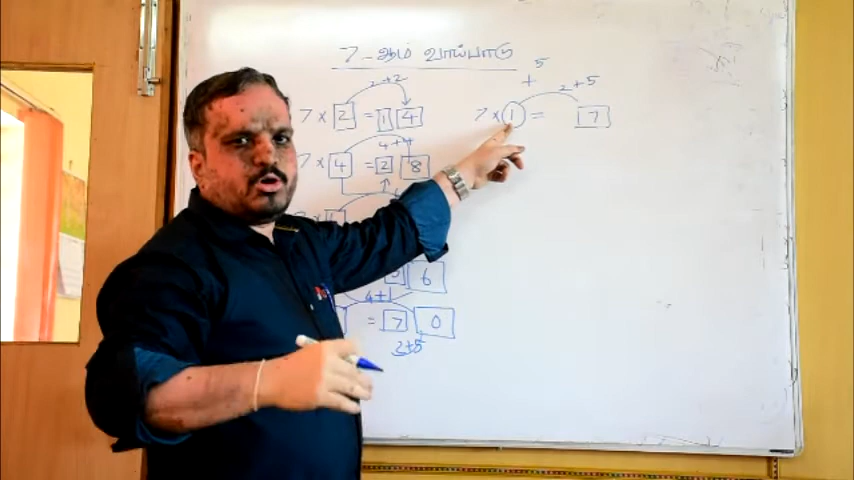 7-ஆம் வாய்பாடு
2+2
7 × 2 = 1 4
4+4
7 × 4 = 2 8
6
4+
= 7 0
3+5
5
+
2+5
7 × 1 = 7